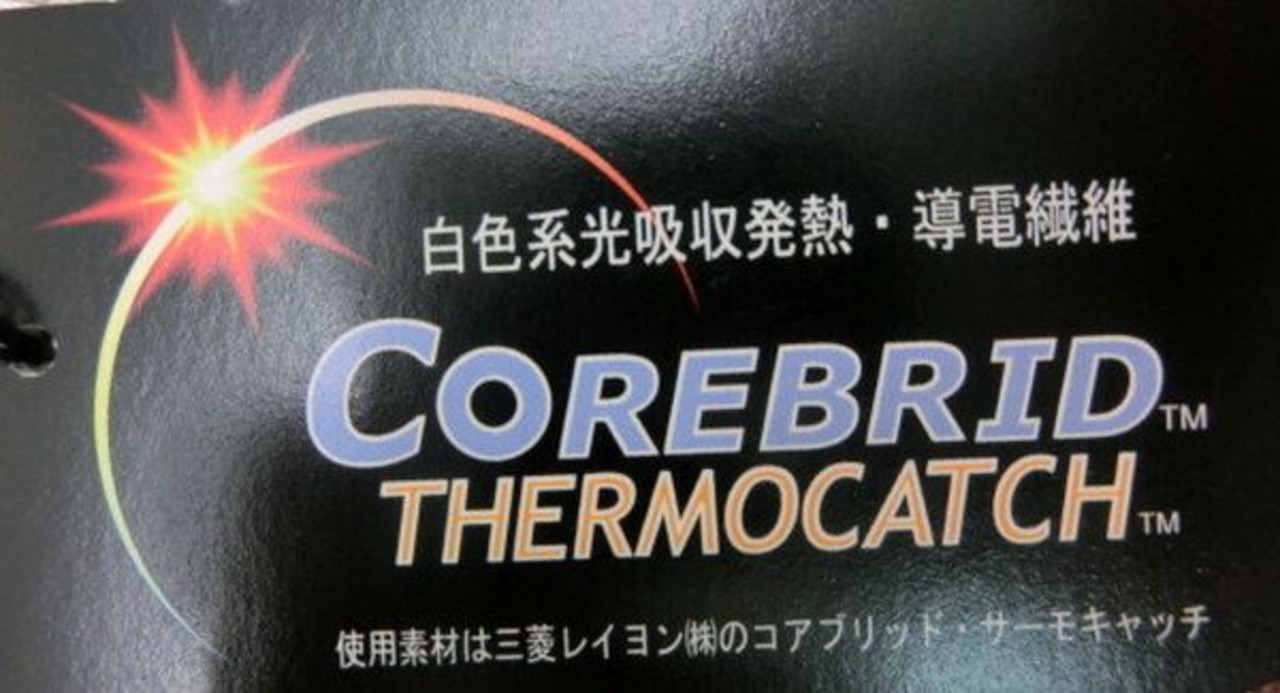 白色系光吸収発熱・導電繊維
COREBRID™
THERMOCATCH™
使用素材は三菱レイヨン㈱のコアブリッド・サーモキャッチ